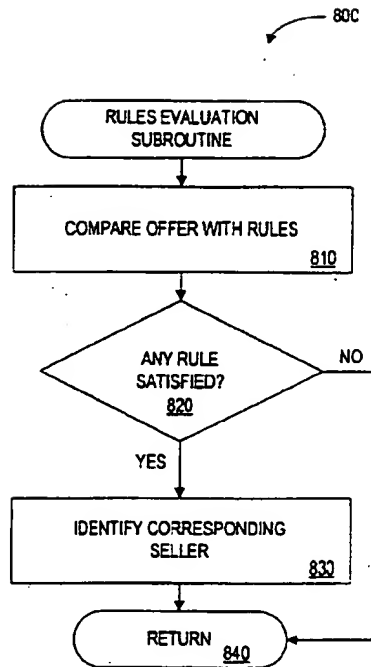 800
RULES EVALUATION
SUBROUTINE
COMPARE OFFER WITH RULES
810
ANY RULE
SATISFIED?
820
NO
YES
IDENTIFY CORRESPONDING
SELLER
830
RETURN
840